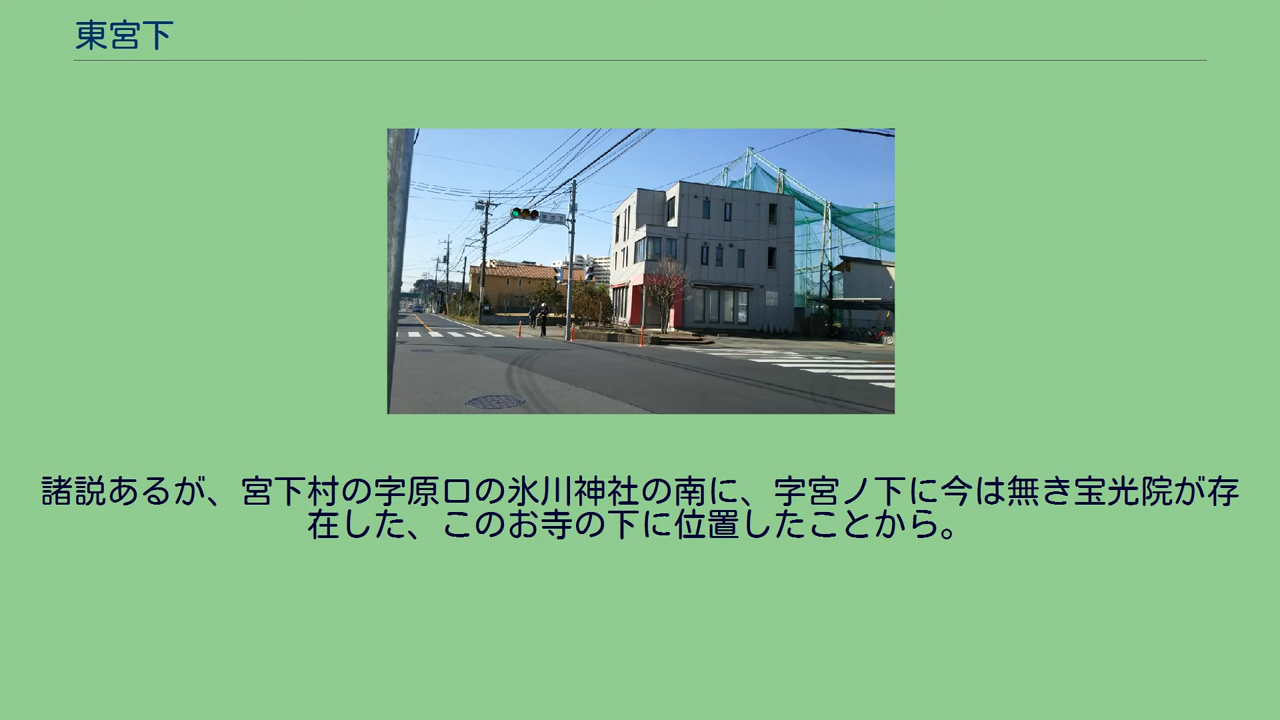 東宮下
諸説あるが、宮下村の字原口の氷川神社の南に、字宮ノ下に今は無き宝光院が存
在した、このお寺の下に位置したことから。